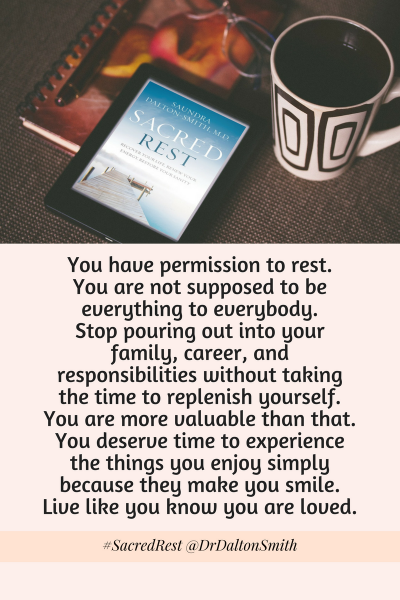 SAUNDRA
DALTON-SMITH, M.D.
SACRED
REST
RECOVER YOUR LIFE, RENEW YOUR
ENERGY, RESTORE YOUR SANITY
You have permission to rest.
You are not supposed to be
everything to everybody.
Stop pouring out into your
family, career, and
responsibilities without taking
the time to replenish yourself.
You are more valuable than that.
You deserve time to experience
the things you enjoy simply
because they make you smile.
Live like you know you are loved.
#SacredRest @DrDaltonSmith